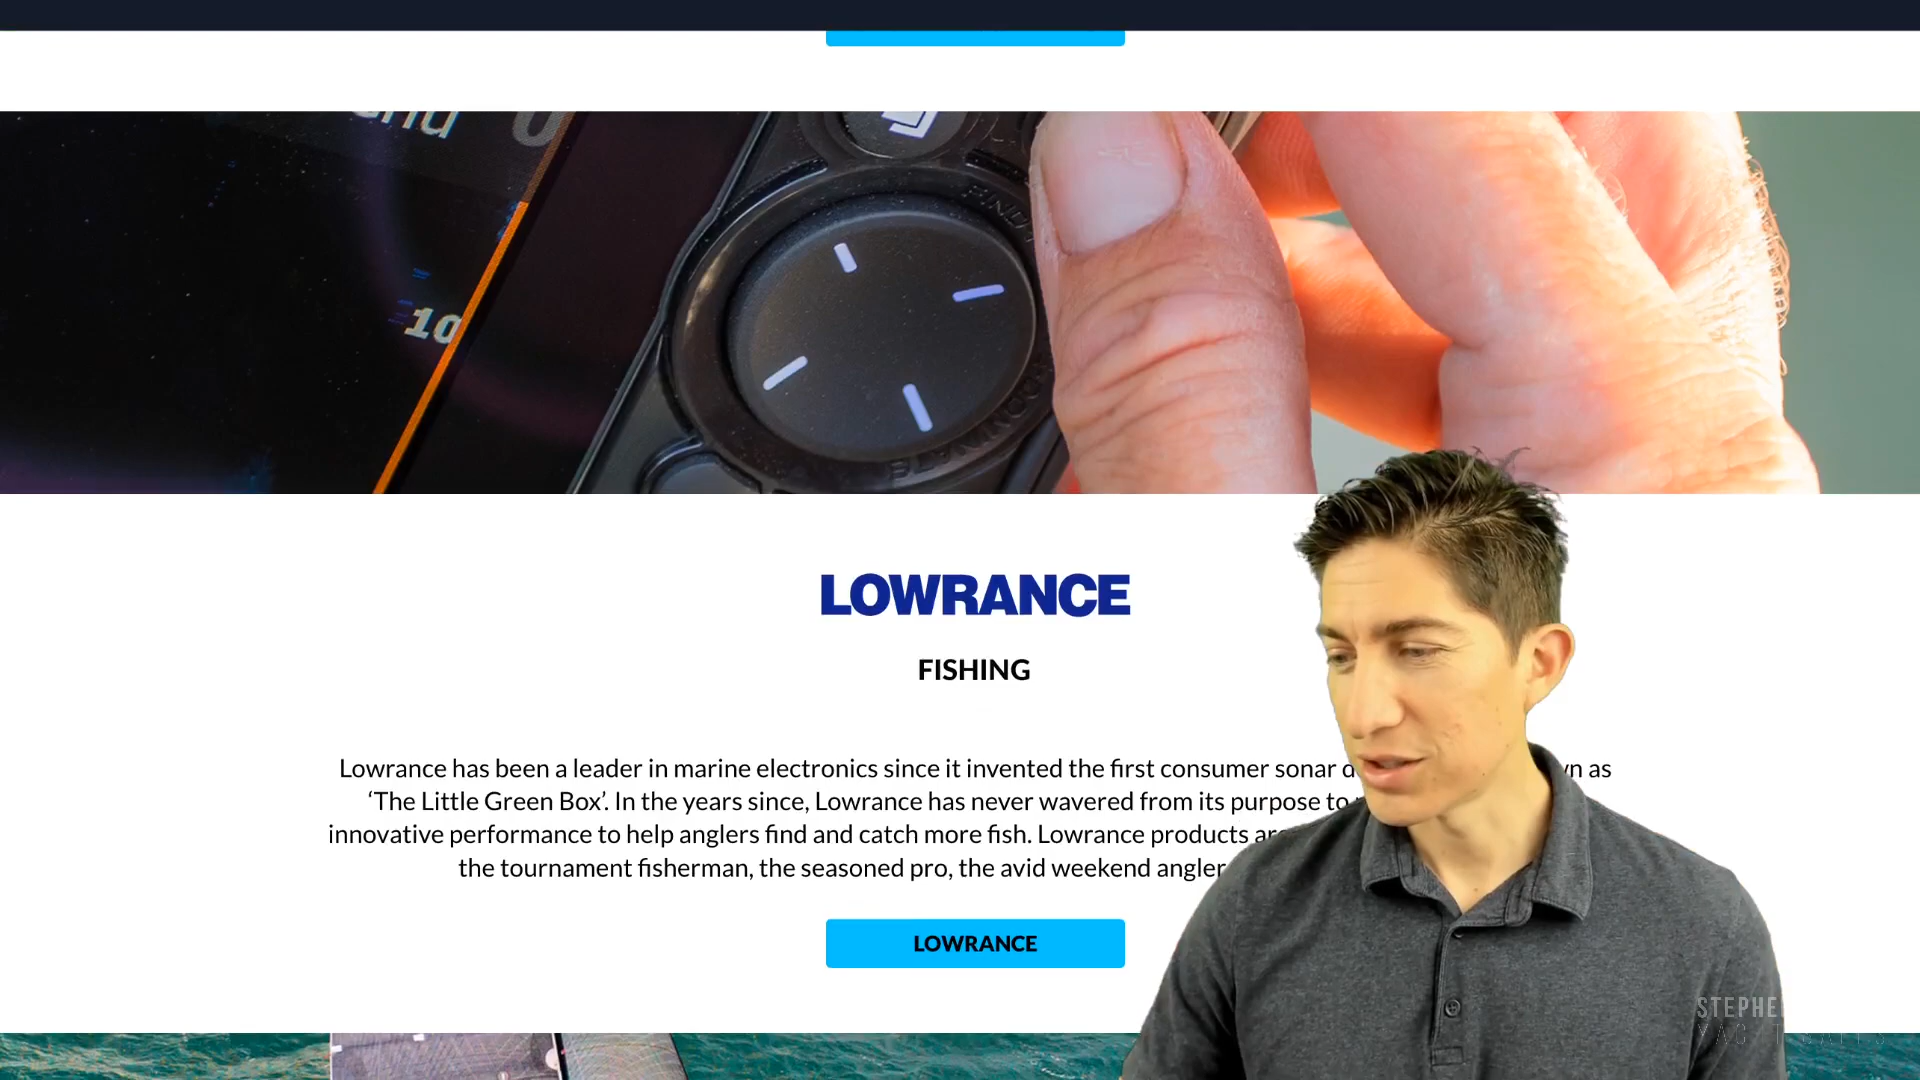 10
LOWRANCE
FISHING
Lowrance has been a leader in marine electronics since it invented the first consumer sonar as
‘The Little Green Box’. In the years since, Lowrance has never wavered from its purpose to
innovative performance to help anglers find and catch more fish. Lowrance products
the tournament fisherman, the seasoned pro, the avid weekend angler
LOWRANCE